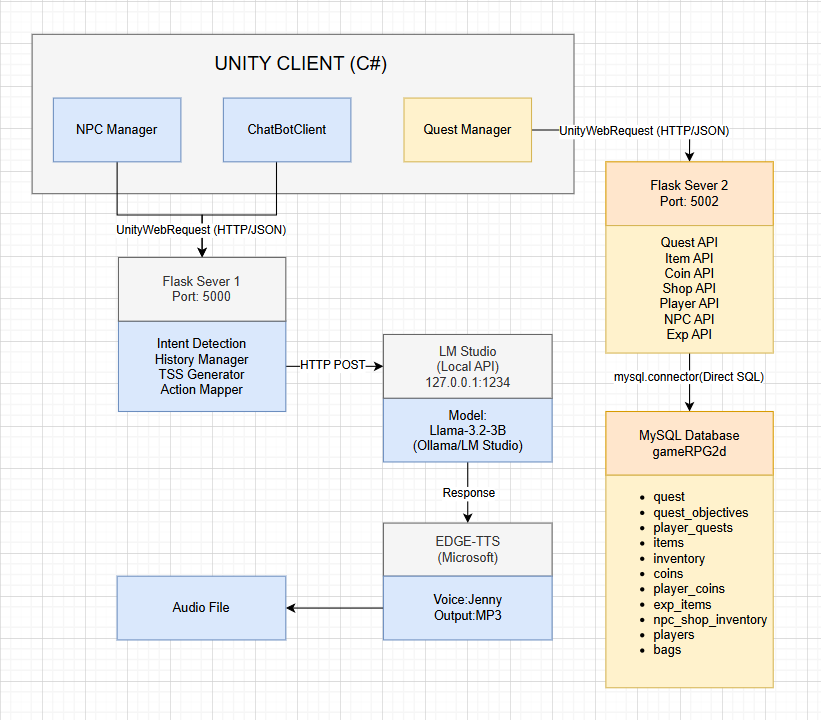 UNITY CLIENT (C#)
NPC Manager
ChatBotClient
Quest Manager
UnityWebRequest (HTTP/JSON)
UnityWebRequest (HTTP/JSON)
Flask Sever 1
Port: 5000
Intent Detection
History Manager
TSS Generator
Action Mapper
HTTP POST
LM Studio
(Local API)
127.0.0.1:1234
Model:
Llama-3.2-3B
(Ollama/LM Studio)
Response
EDGE-TTS
(Microsoft)
Voice:Jenny
Output:MP3
Audio File
Flask Sever 2
Port: 5002
Quest API
Item API
Coin API
Shop API
Player API
NPC API
Exp API
mysql.connector(Direct SQL)
MySQL Database
gameRPG2d
• quest
• quest_objectives
• player_quests
• items
• inventory
• coins
• player_coins
• exp_items
• npc_shop_inventory
• players
• bags